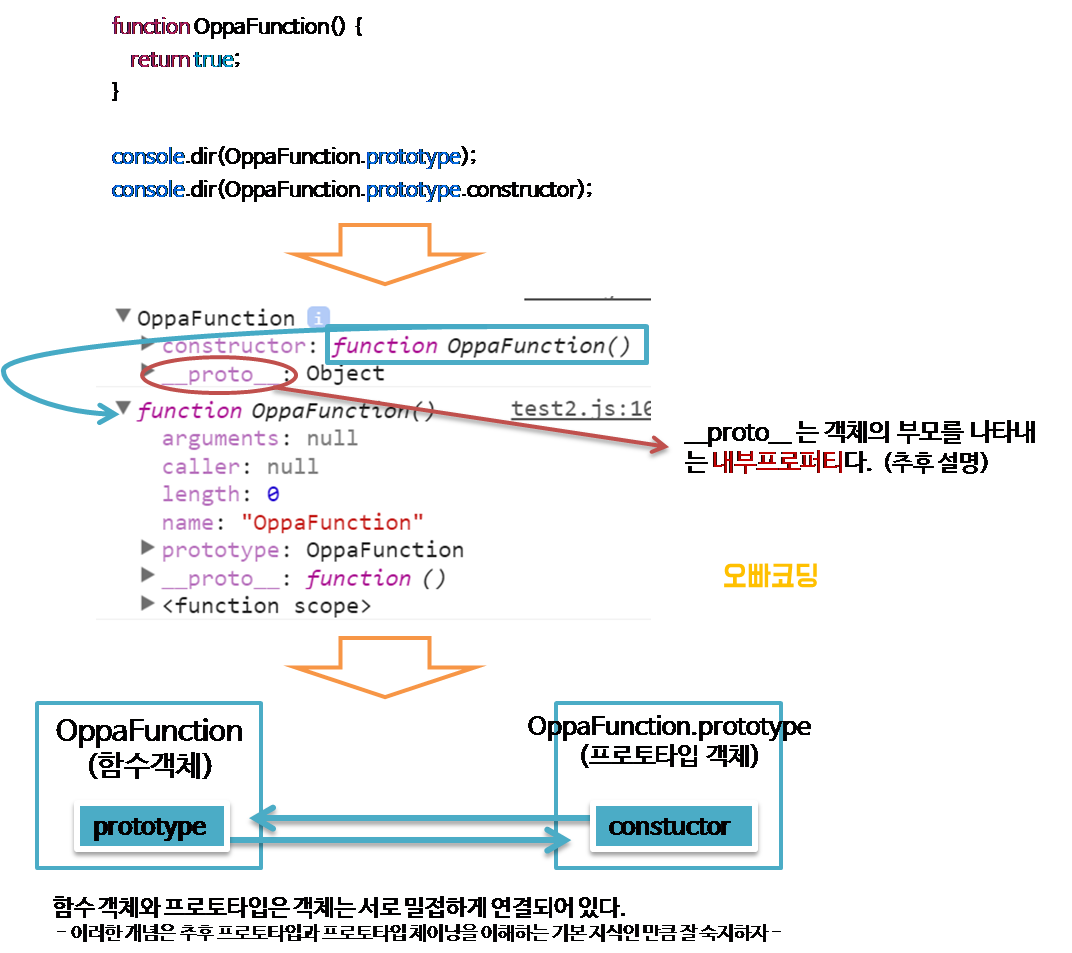 function OppaFunction() {
return true;
}
console.dir(OppaFunction.prototype);
console.dir(OppaFunction.prototype.constructor);
▼ OppaFunction i
▶ constructor: function OppaFunction()
▶ __proto__: Object
▼ function OppaFunction() test2.js:10
arguments: null
caller: null
length: 0
name: "OppaFunction"
▶ prototype: OppaFunction
▶ __proto__: function ()
▶ <function scope>
__proto__ 는 객체의 부모를 나타내
는 내부프로퍼티다. (추후 설명)
오빠코딩
OppaFunction
(함수객체)
prototype
OppaFunction.prototype
(프로토타입 객체)
constuctor
함수 객체와 프로토타입은 객체는 서로 밀접하게 연결되어 있다.
- 이러한 개념은 추후 프로토타입과 프로토타입 체이닝을 이해하는 기본 지식인 만큼 잘 숙지하자 -